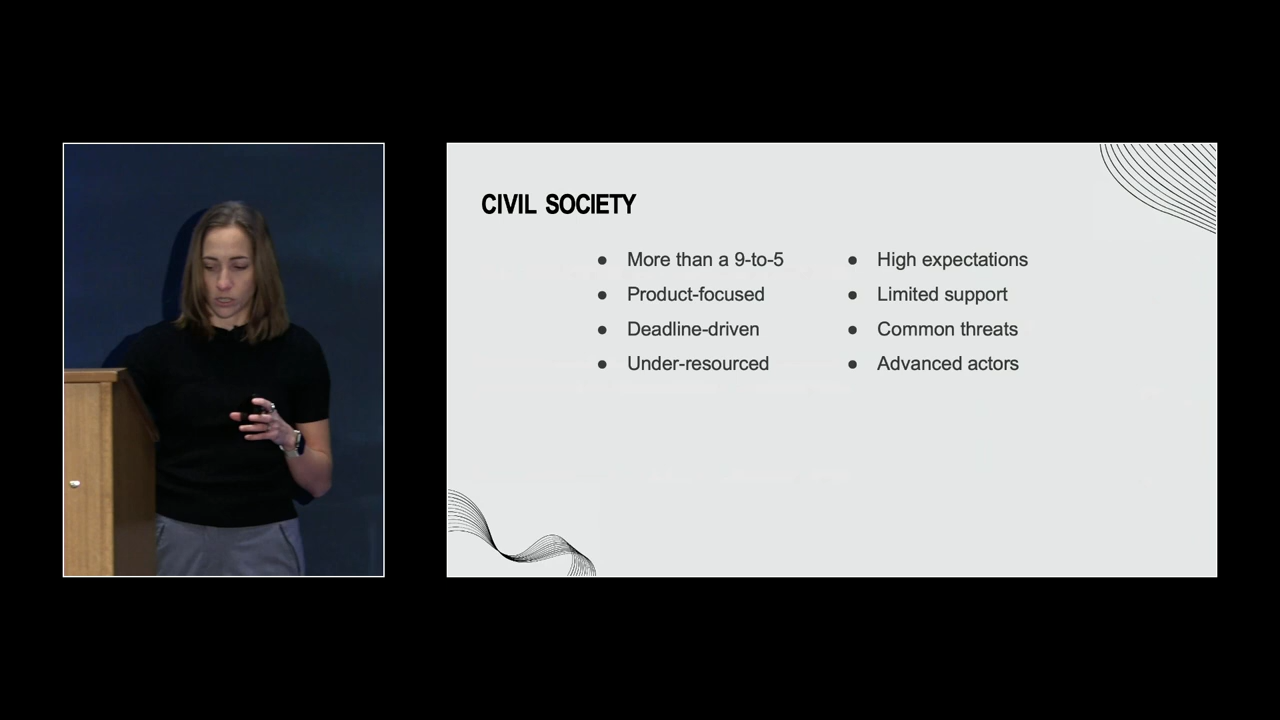 CIVIL SOCIETY
● More than a 9-to-5
● Product-focused
● Deadline-driven
● Under-resourced
● High expectations
● Limited support
● Common threats
● Advanced actors